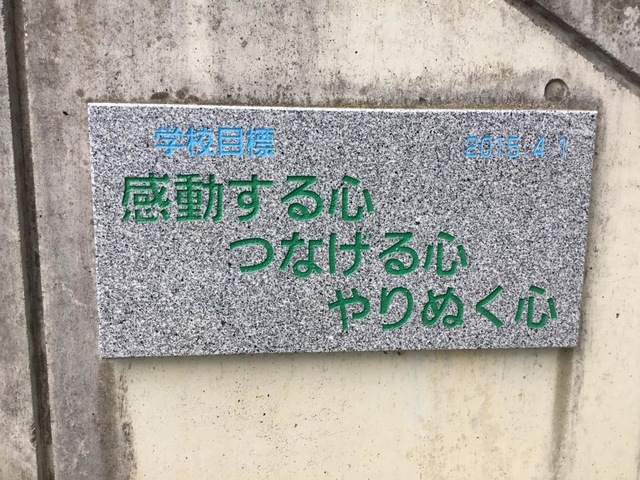 学校目標 2015.4.1
感動する心
つなげる心
やりぬく心